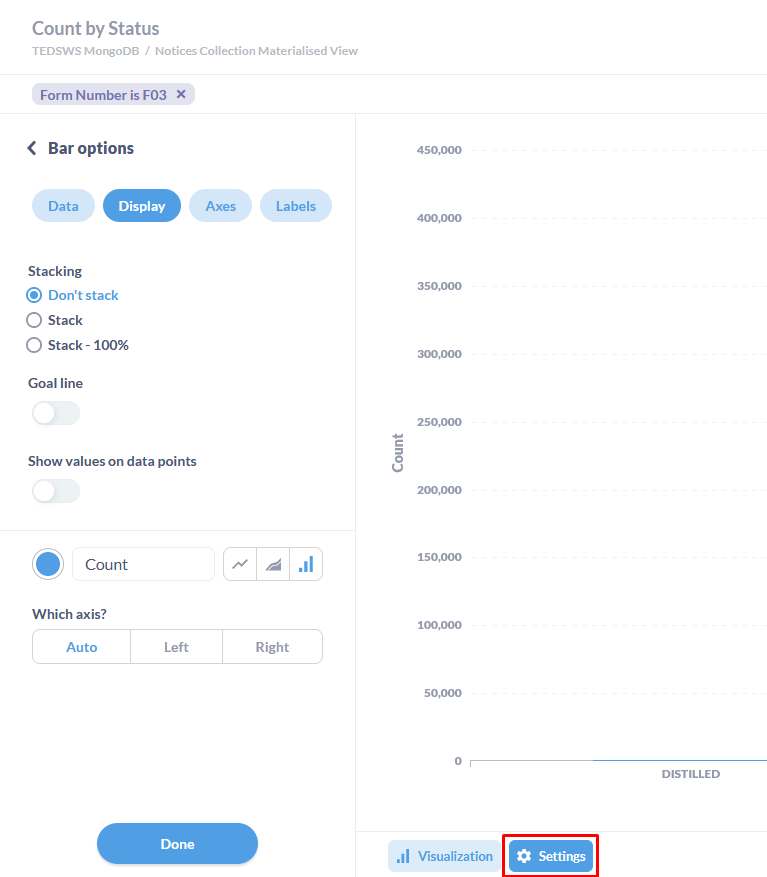 Count by Status
TEDSWS MongoDB / Notices Collection Materialised View
Form Number is F03 ×
Bar options
Data Display Axes Labels
Stacking
Don't stack
Stack
Stack - 100%
Goal line
Show values on data points
Count
Which axis?
Auto Left Right
Done
450,000
400,000
350,000
300,000
250,000
200,000
150,000
100,000
50,000
0
Count
DISTILLED
Visualization Settings